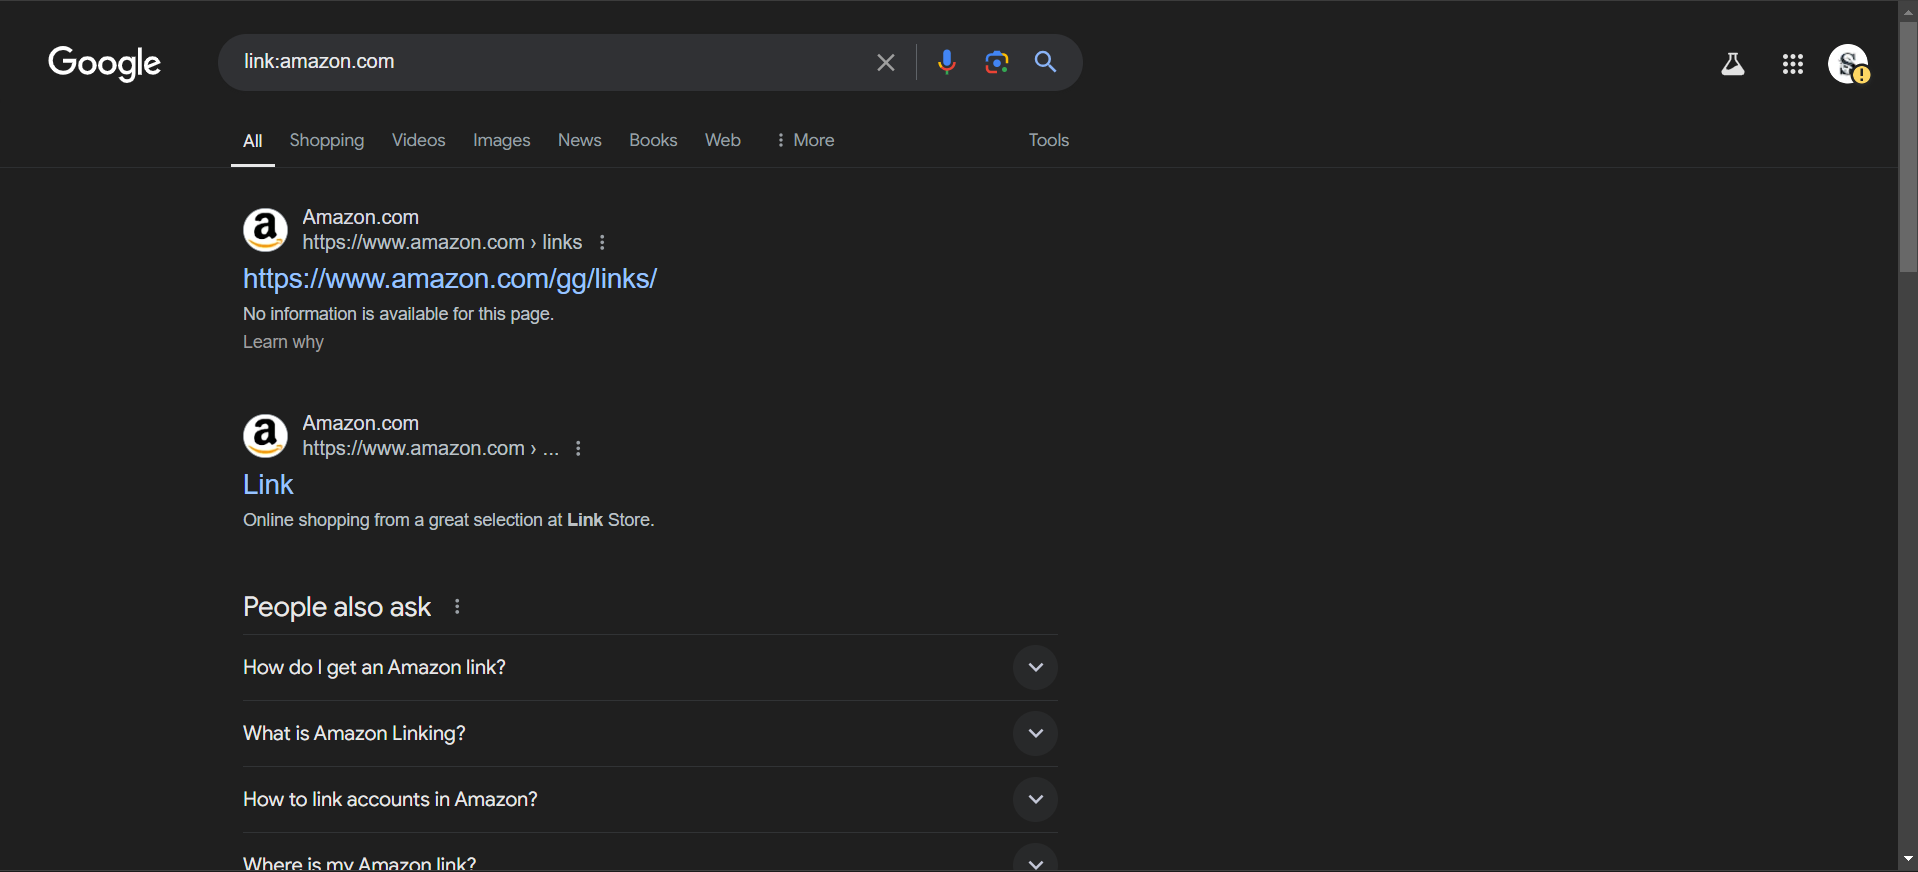 Google
link:amazon.com
All Shopping Videos Images News Books Web More Tools
Amazon.com
https://www.amazon.com › links
https://www.amazon.com/gg/links/
No information is available for this page.
Learn why
Amazon.com
https://www.amazon.com › ...
Link
Online shopping from a great selection at Link Store.
People also ask
How do I get an Amazon link?
What is Amazon Linking?
How to link accounts in Amazon?
Where is my Amazon link?